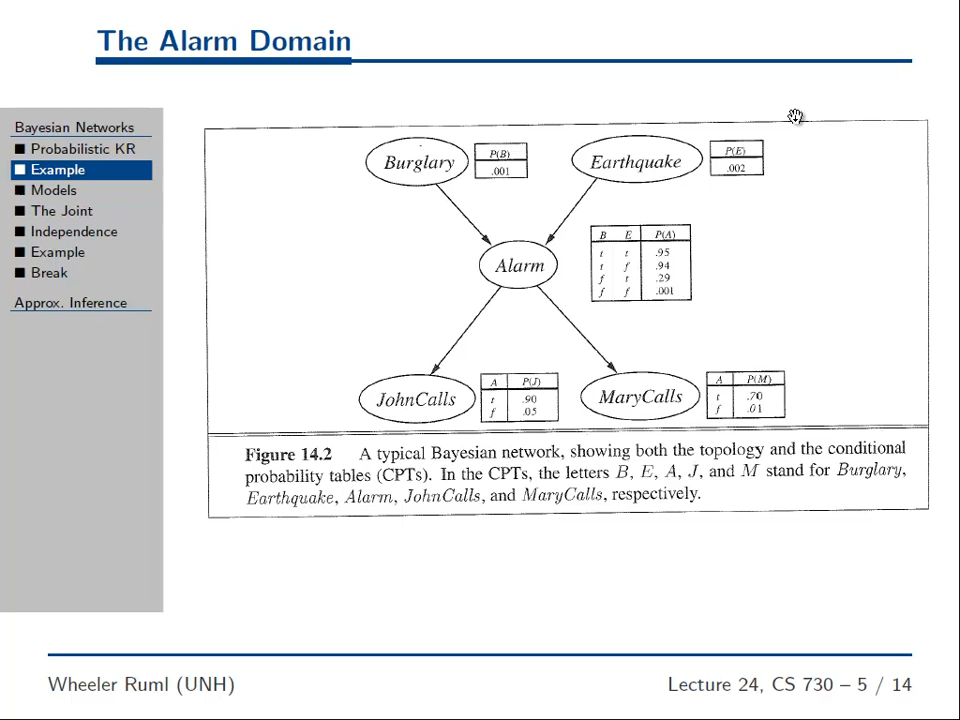 The Alarm Domain
Bayesian Networks
■ Probabilistic KR
■ Example
■ Models
■ The Joint
■ Independence
■ Example
■ Break
Approx. Inference
Burglary
P(B)
.001
Earthquake
P(E)
.002
Alarm
B E P(A)
t t .95
t f .94
f t .29
f f .001
JohnCalls
A P(J)
t .90
f .05
MaryCalls
A P(M)
t .70
f .01
Figure 14.2 A typical Bayesian network, showing both the topology and the conditional
probability tables (CPTs). In the CPTs, the letters B, E, A, J, and M stand for Burglary,
Earthquake, Alarm, JohnCalls, and MaryCalls, respectively.
Wheeler Ruml (UNH)
Lecture 24, CS 730 – 5 / 14